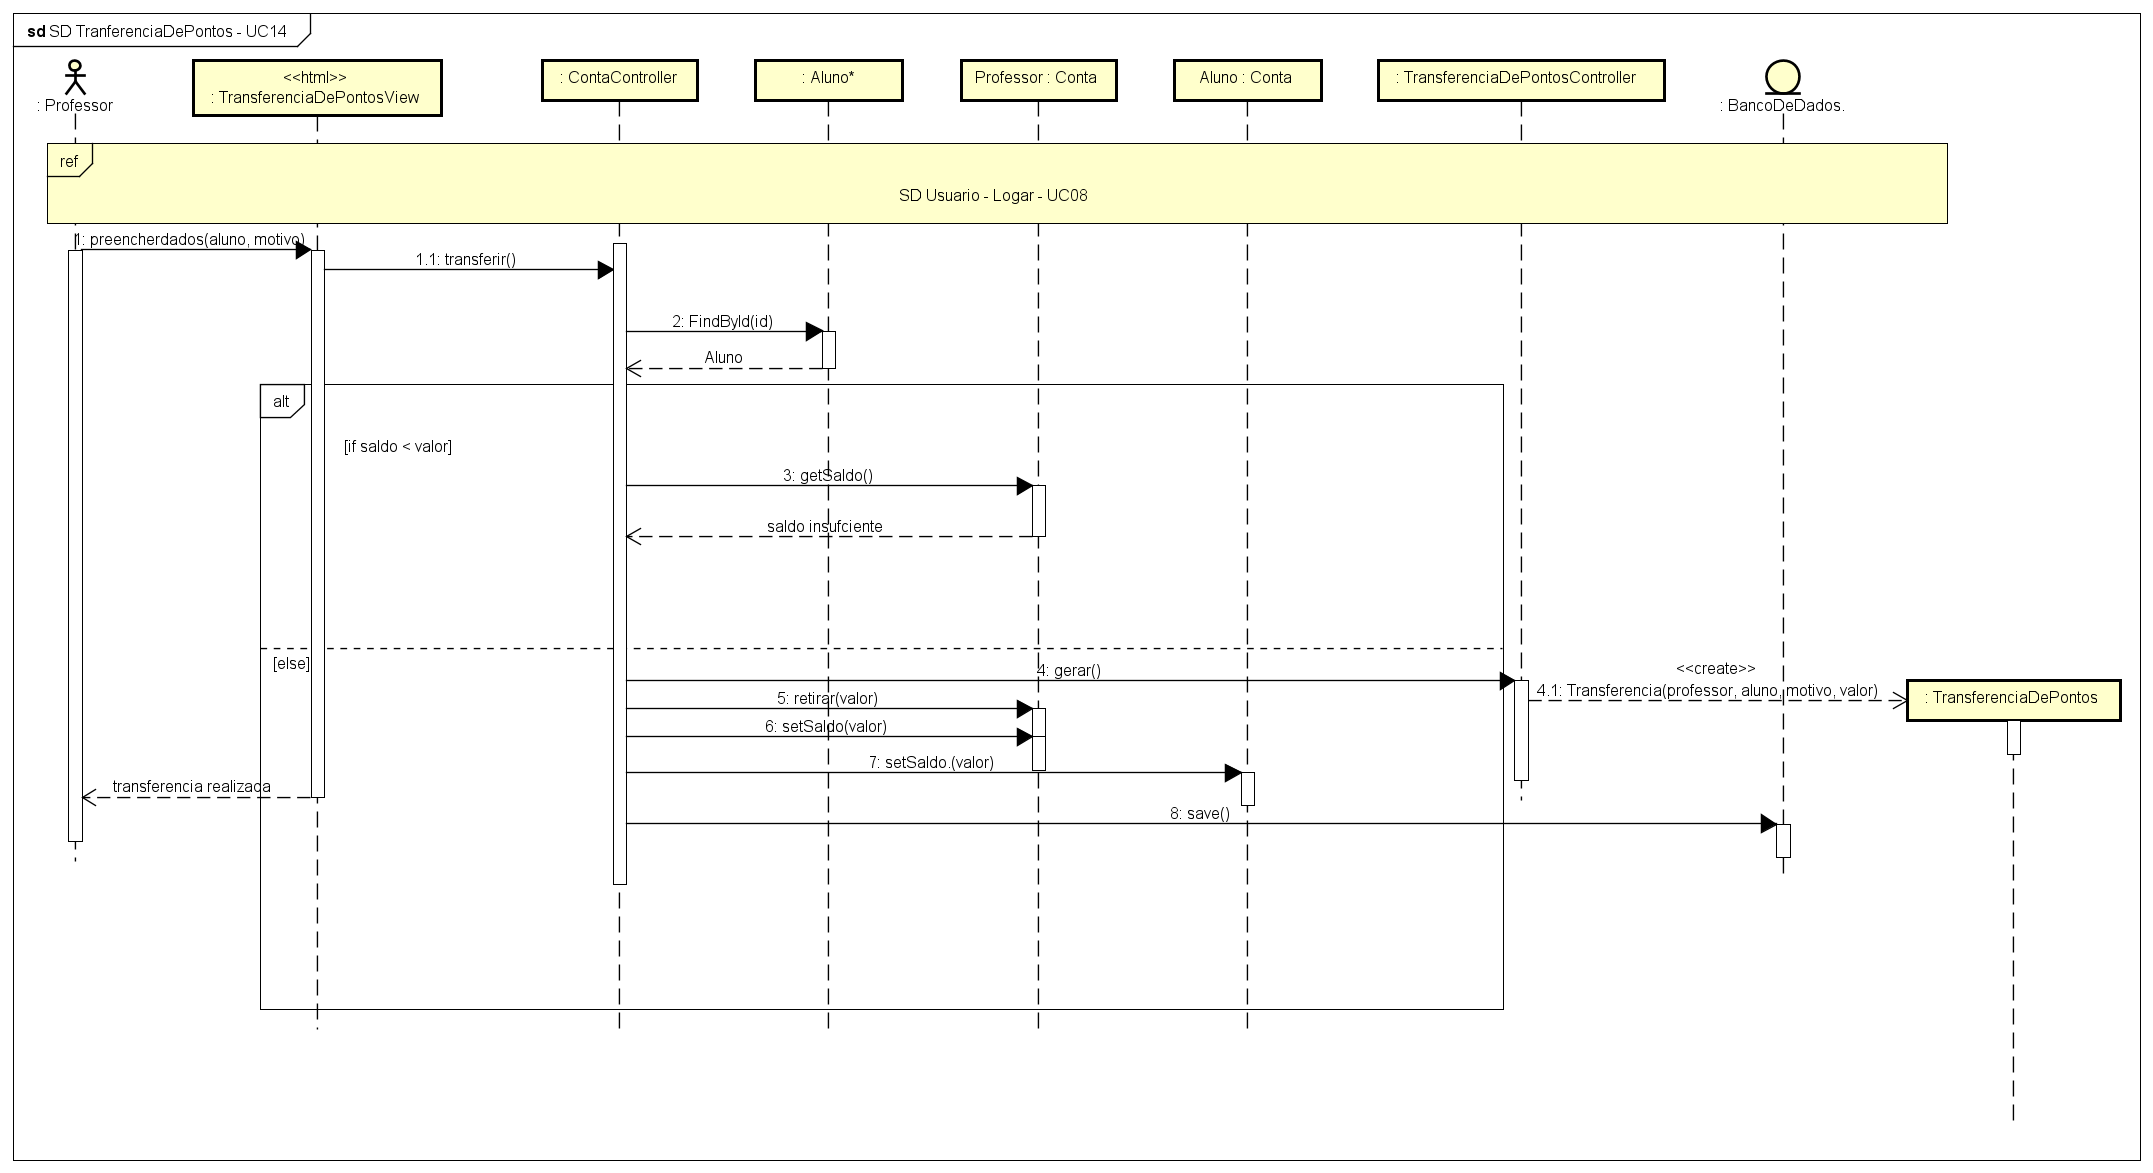 sd SD TranferenciaDePontos - UC14
: Professor
<<html>>
: TransferenciaDePontosView
: ContaController
: Aluno*
Professor : Conta
Aluno : Conta
: TransferenciaDePontosController
: BancoDeDados.
ref
SD Usuario - Logar - UC08
1: preencherdados(aluno, motivo)
1.1: transferir()
2: FindById(id)
Aluno
alt
[if saldo < valor]
3: getSaldo()
saldo insufciente
[else]
4: gerar()
<<create>>
4.1: Transferencia(professor, aluno, motivo, valor)
: TransferenciaDePontos
5: retirar(valor)
6: setSaldo(valor)
7: setSaldo.(valor)
transferencia realizada
8: save()